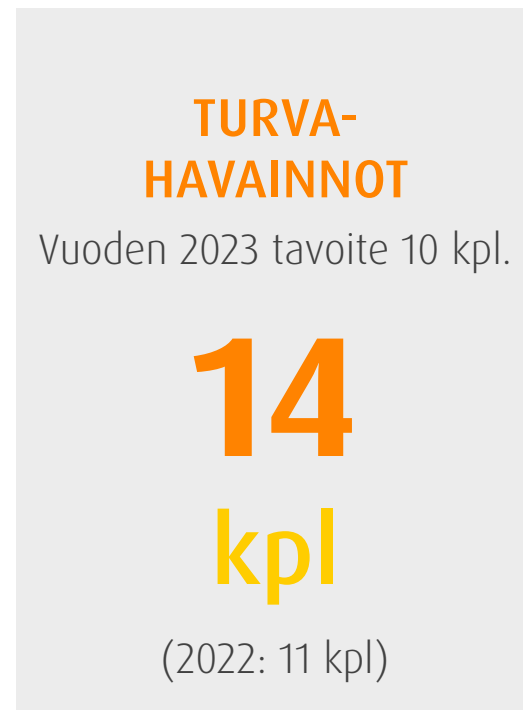 TURVA-
HAVAINNOT
Vuoden 2023 tavoite 10 kpl.
14
kpl
(2022: 11 kpl)